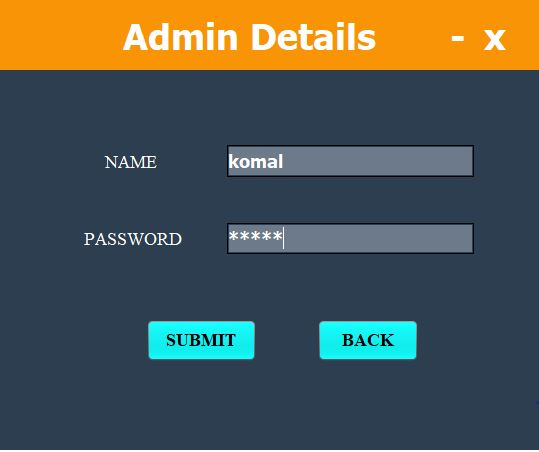 Admin Details - x
NAME komal
PASSWORD *****
SUBMIT BACK